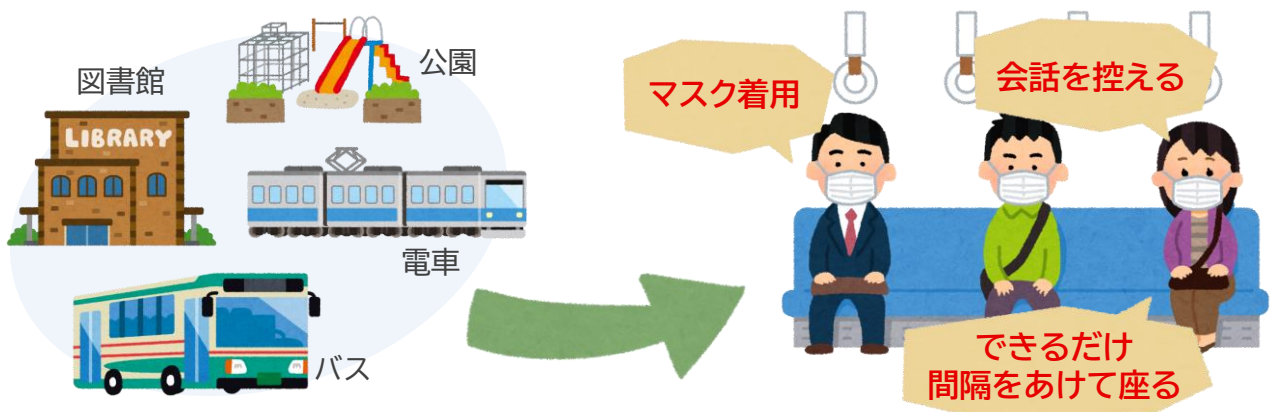 図書館
公園
LIBRARY
電車
バス
マスク着用
会話を控える
できるだけ
間隔をあけて座る